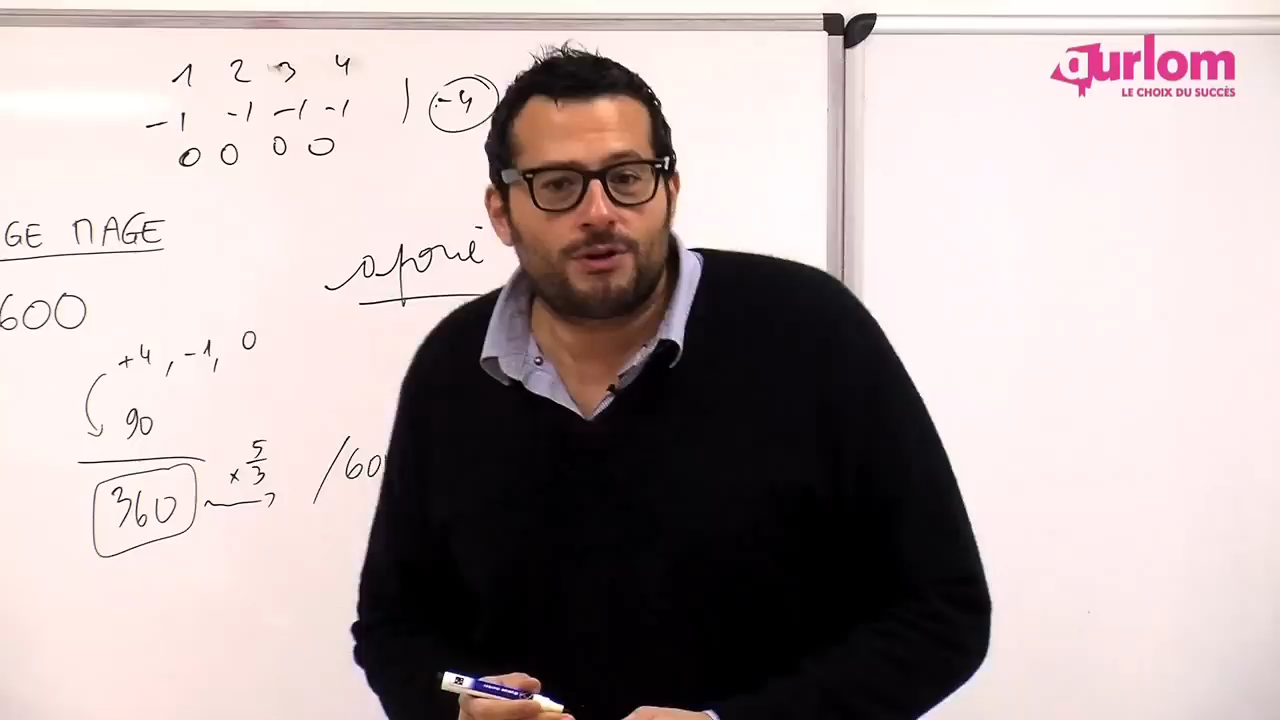 1 2 3 4
-1 -1 -1 -1 | -4
0 0 0 0
GE MAGE
600
+4, -1, 0
90
360 × 5/3 /60
aurlom
LE CHOIX DU SUCCÈS